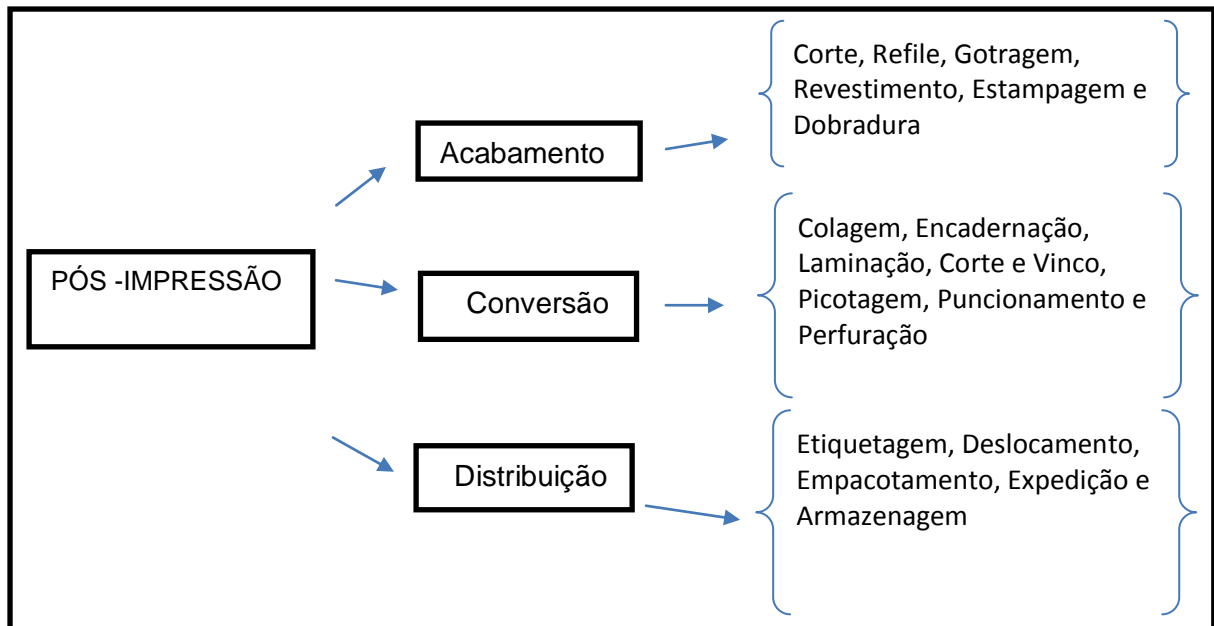 PÓS -IMPRESSÃO
Acabamento
Corte, Refile, Gotragem,
Revestimento, Estampagem e
Dobradura
Conversão
Colagem, Encadernação,
Laminação, Corte e Vinco,
Picotagem, Puncionamento e
Perfuração
Distribuição
Etiquetagem, Deslocamento,
Empacotamento, Expedição e
Armazenagem